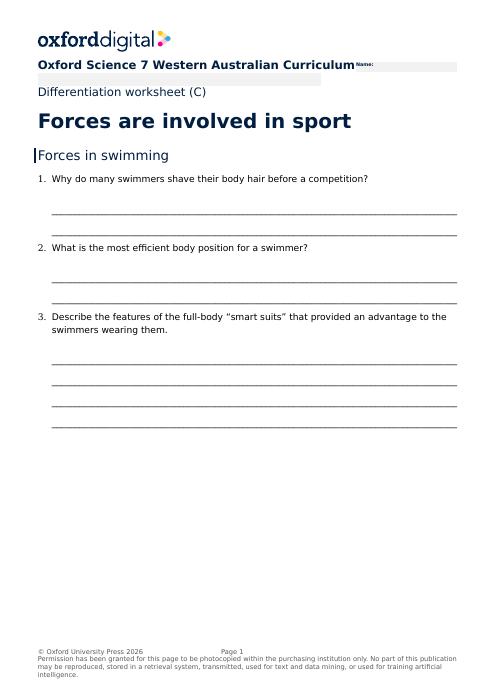 oxforddigital
Oxford Science 7 Western Australian Curriculum Name:
Differentiation worksheet (C)
Forces are involved in sport
Forces in swimming
1. Why do many swimmers shave their body hair before a competition?
2. What is the most efficient body position for a swimmer?
3. Describe the features of the full-body “smart suits” that provided an advantage to the
swimmers wearing them.
© Oxford University Press 2026 Page 1
Permission has been granted for this page to be photocopied within the purchasing institution only. No part of this publication
may be reproduced, stored in a retrieval system, transmitted, used for text and data mining, or used for training artificial
intelligence.